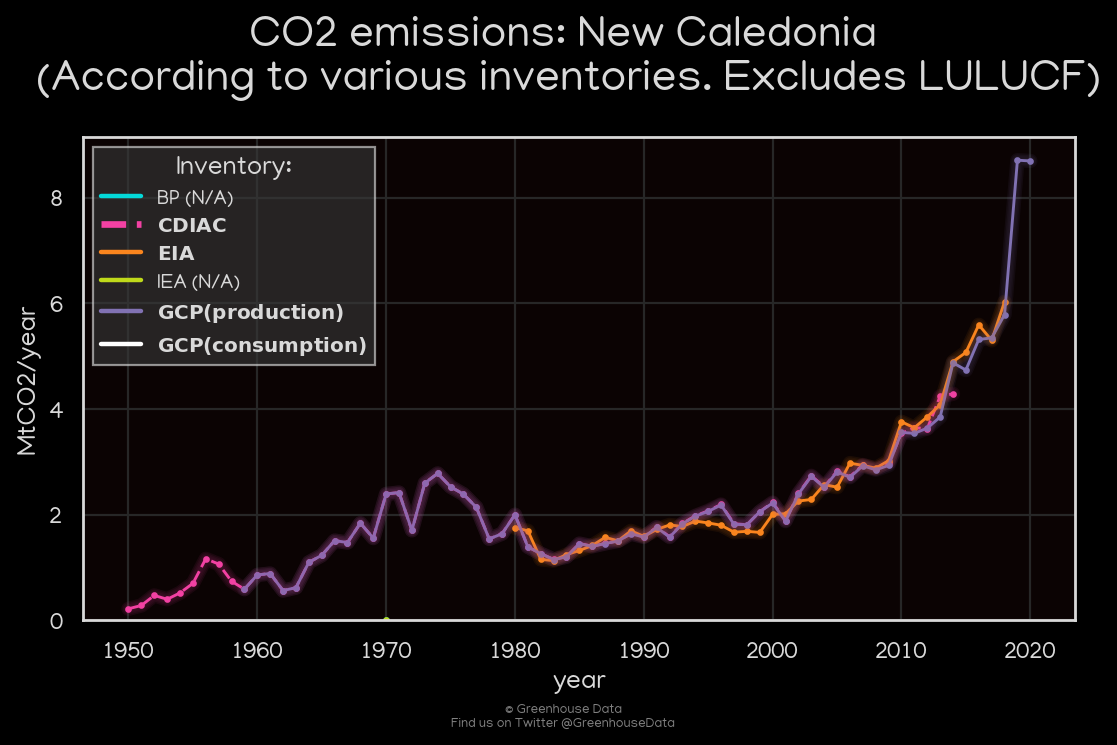 CO2 emissions: New Caledonia
(According to various inventories. Excludes LULUCF)
Inventory:
BP (N/A)
CDIAC
EIA
IEA (N/A)
GCP(production)
GCP(consumption)
MtCO2/year
8
6
4
2
0
1950 1960 1970 1980 1990 2000 2010 2020
year
© Greenhouse Data
Find us on Twitter @GreenhouseData